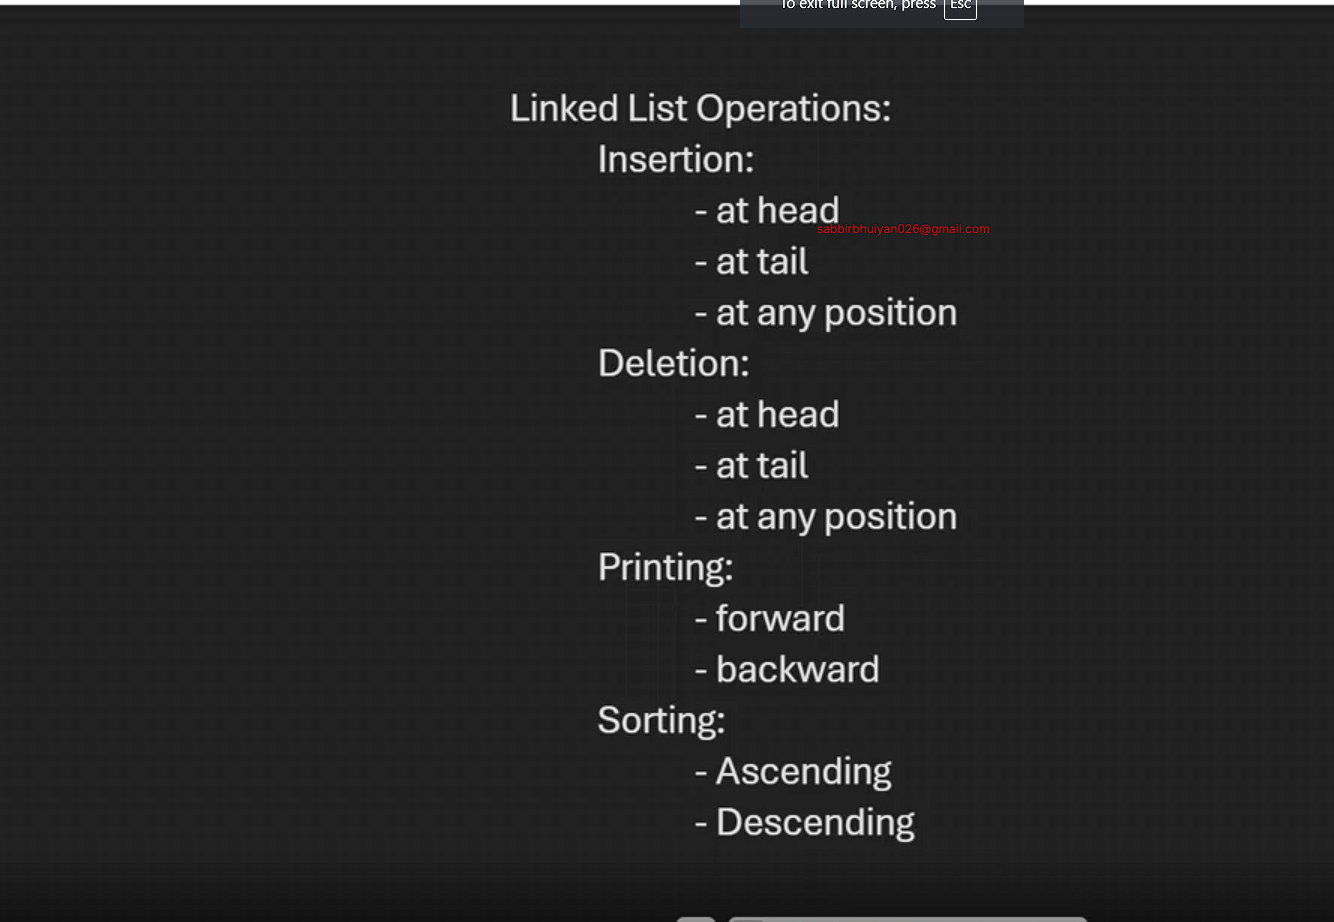 To exit full screen, press Esc
Linked List Operations:
Insertion:
- at head
sabbirbhuiyan026@gmail.com
- at tail
- at any position
Deletion:
- at head
- at tail
- at any position
Printing:
- forward
- backward
Sorting:
- Ascending
- Descending